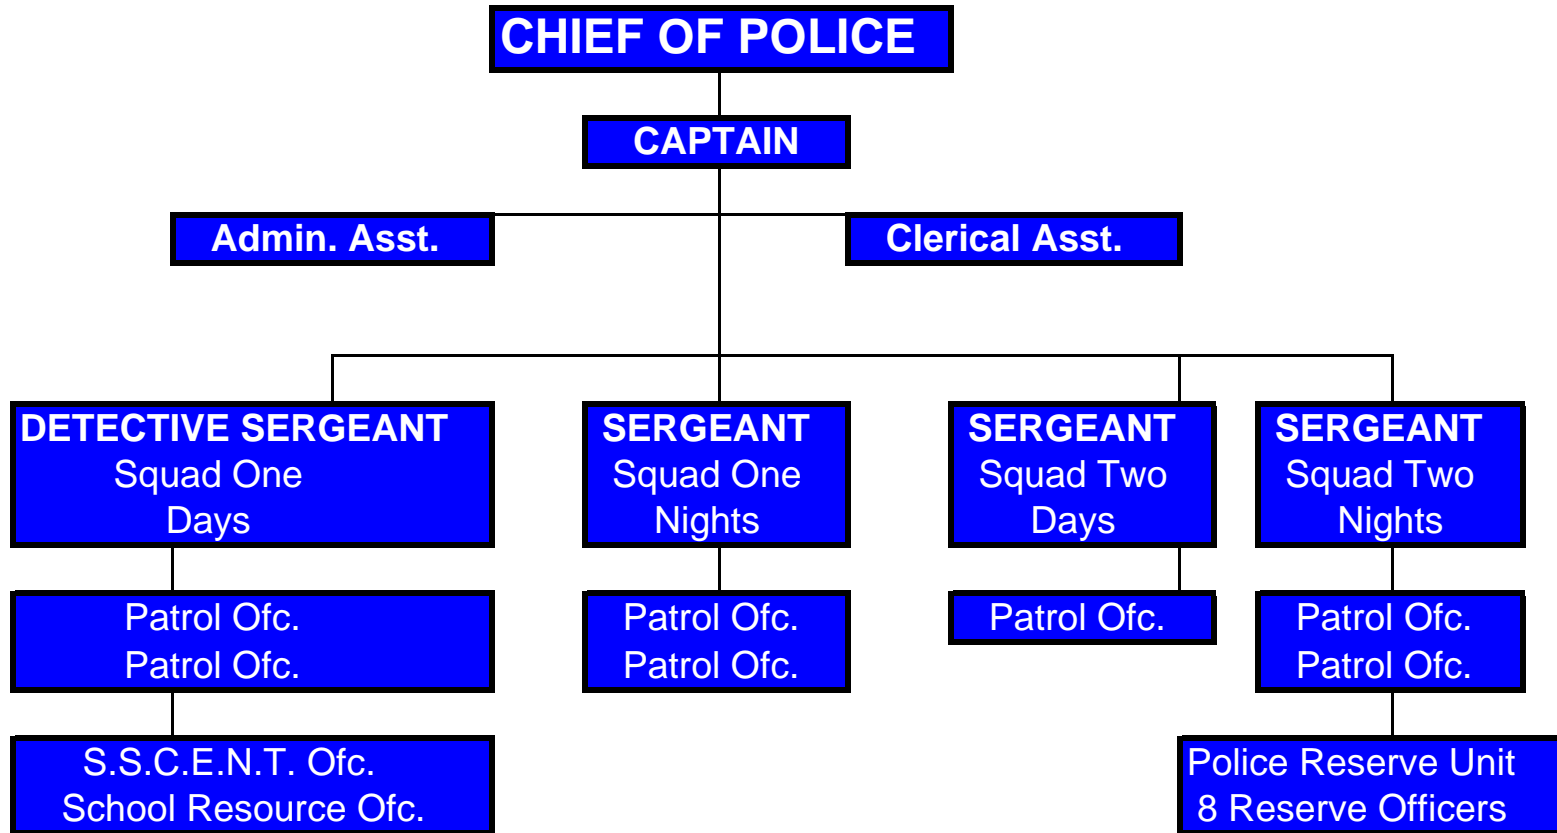 CHIEF OF POLICE
CAPTAIN
Admin. Asst.
Clerical Asst.
DETECTIVE SERGEANT
Squad One
Days
SERGEANT
Squad One
Nights
SERGEANT
Squad Two
Days
SERGEANT
Squad Two
Nights
Patrol Ofc.
Patrol Ofc.
Patrol Ofc.
Patrol Ofc.
Patrol Ofc.
Patrol Ofc.
Patrol Ofc.
S.S.C.E.N.T. Ofc.
School Resource Ofc.
Police Reserve Unit
8 Reserve Officers